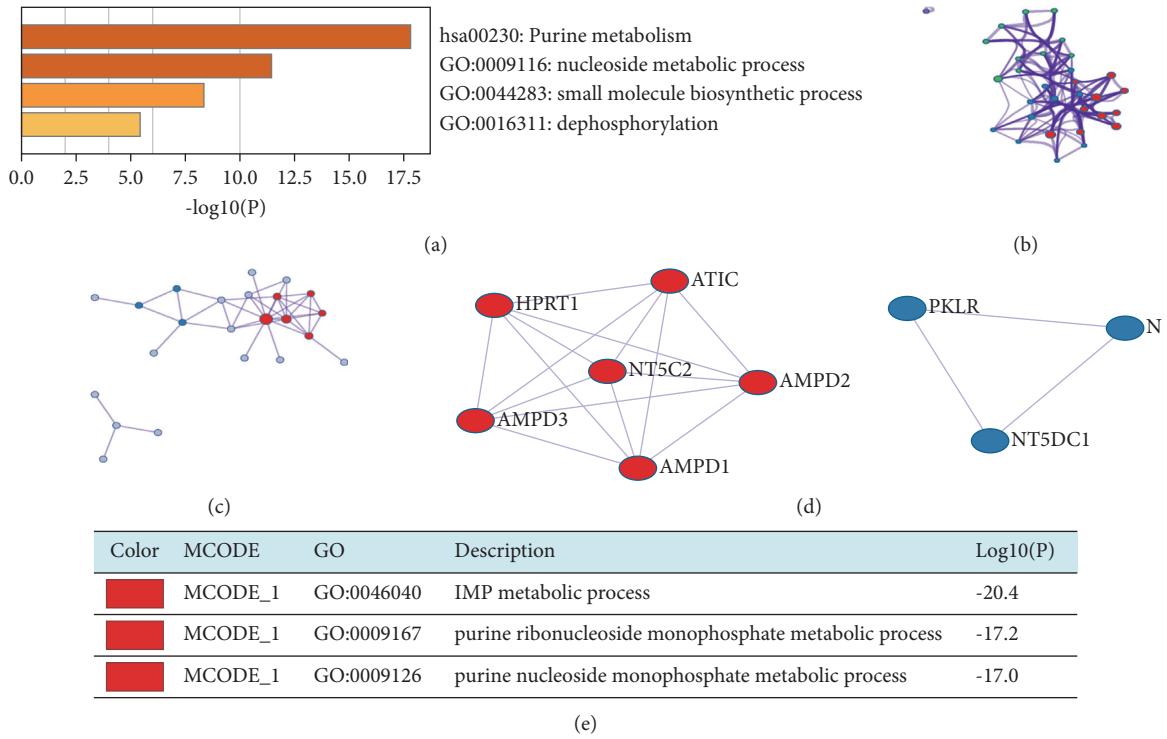 hsa00230: Purine metabolism
GO:0009116: nucleoside metabolic process
GO:0044283: small molecule biosynthetic process
GO:0016311: dephosphorylation
0.0 2.5 5.0 7.5 10.0 12.5 15.0 17.5
-log10(P)
(a)
(b)
(c)
ATIC
HPRT1
NT5C2
AMPD2
AMPD3
AMPD1
PKLR
N
NT5DC1
(d)
Color MCODE GO Description Log10(P)
MCODE_1 GO:0046040 IMP metabolic process -20.4
MCODE_1 GO:0009167 purine ribonucleoside monophosphate metabolic process -17.2
MCODE_1 GO:0009126 purine nucleoside monophosphate metabolic process -17.0
(e)